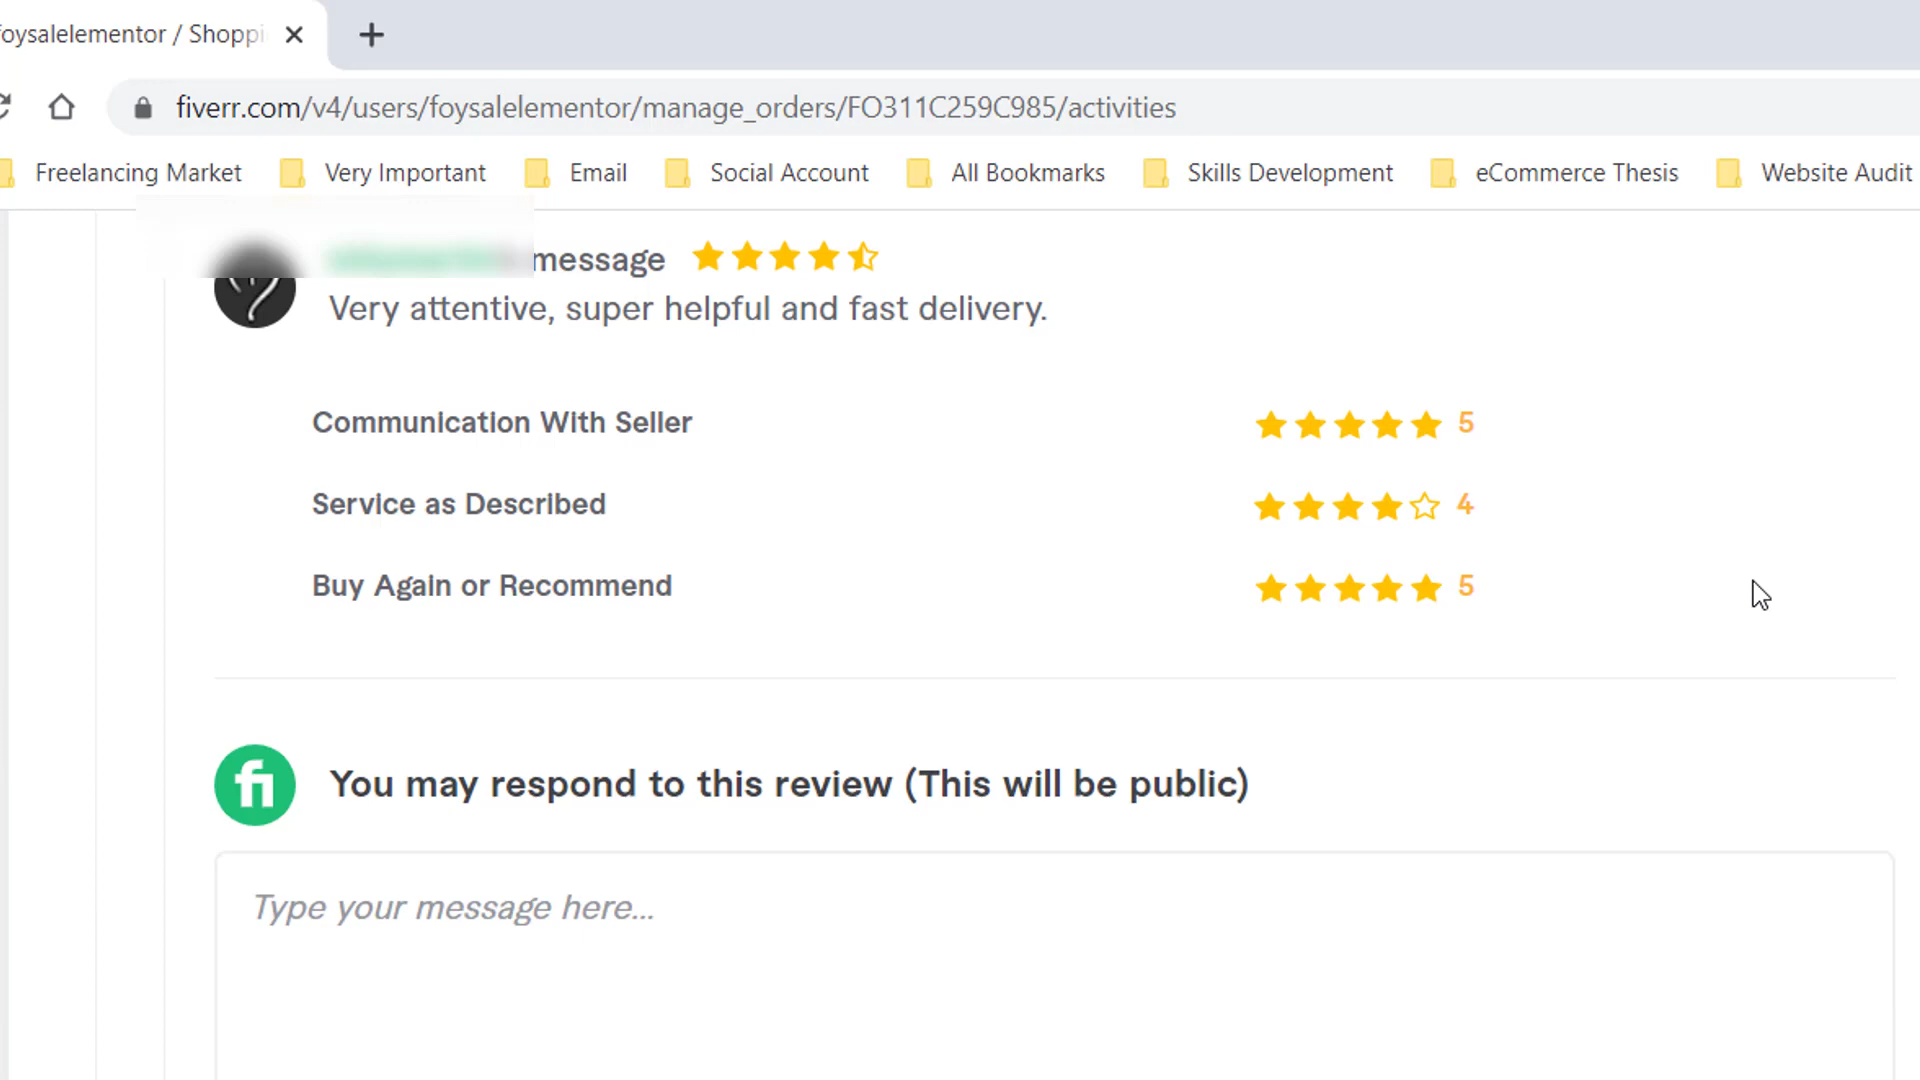 foysalelementor / Shoppi
fiverr.com/v4/users/foysalelementor/manage_orders/FO311C259C985/activities
Freelancing Market Very Important Email Social Account All Bookmarks Skills Development eCommerce Thesis Website Audit
message
Very attentive, super helpful and fast delivery.
Communication With Seller 5
Service as Described 4
Buy Again or Recommend 5
fi You may respond to this review (This will be public)
Type your message here...